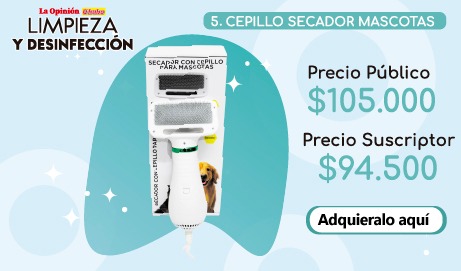 La Opinión
LIMPIEZA
Y DESINFECCIÓN
5. CEPILLO SECADOR MASCOTAS
SECADOR CON CEPILLO
PARA MASCOTAS
Precio Público
$105.000
Precio Suscriptor
$94.500
Adquieralo aquí